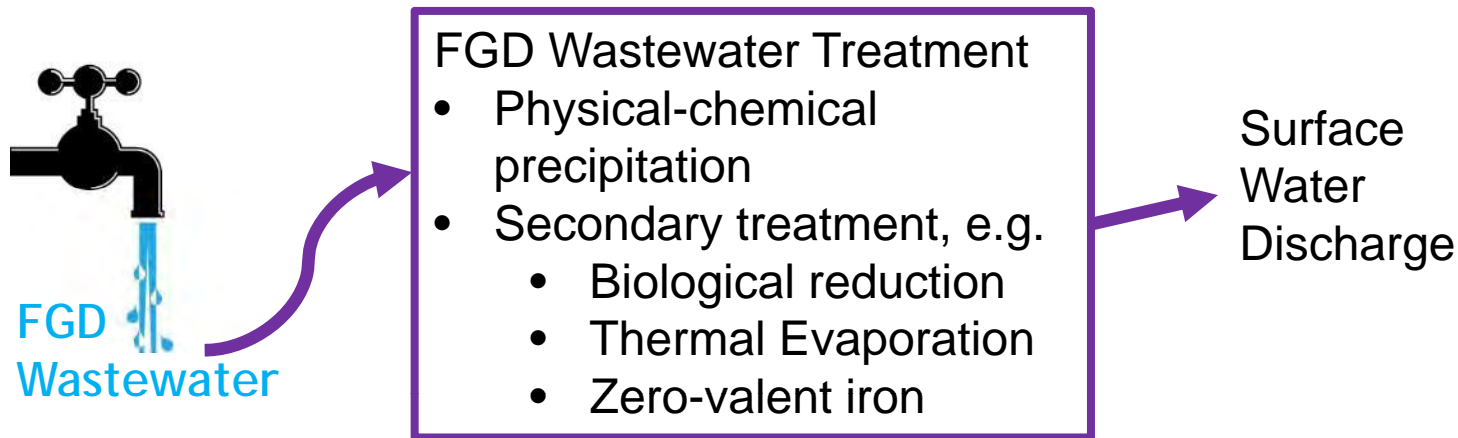 FGD
Wastewater
FGD Wastewater Treatment
• Physical-chemical
precipitation
• Secondary treatment, e.g.
• Biological reduction
• Thermal Evaporation
• Zero-valent iron
Surface
Water
Discharge